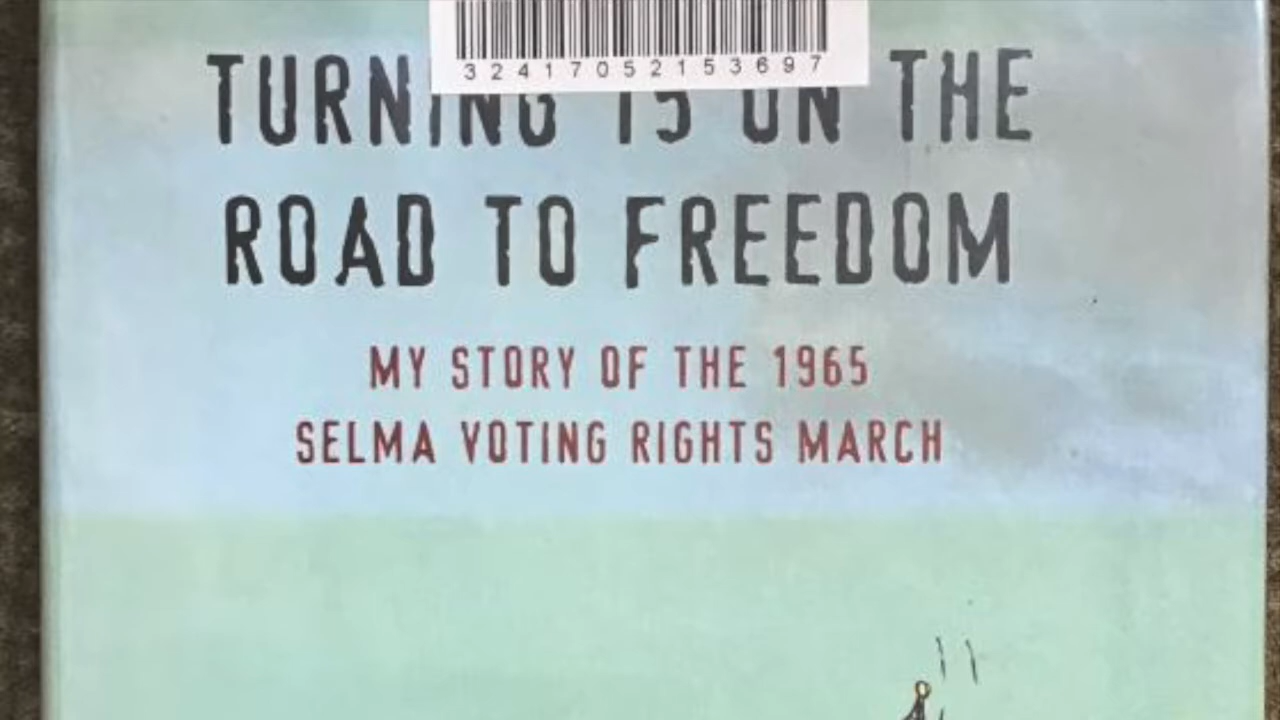 32417052153697
TURNING 15 ON THE
ROAD TO FREEDOM
MY STORY OF THE 1965
SELMA VOTING RIGHTS MARCH